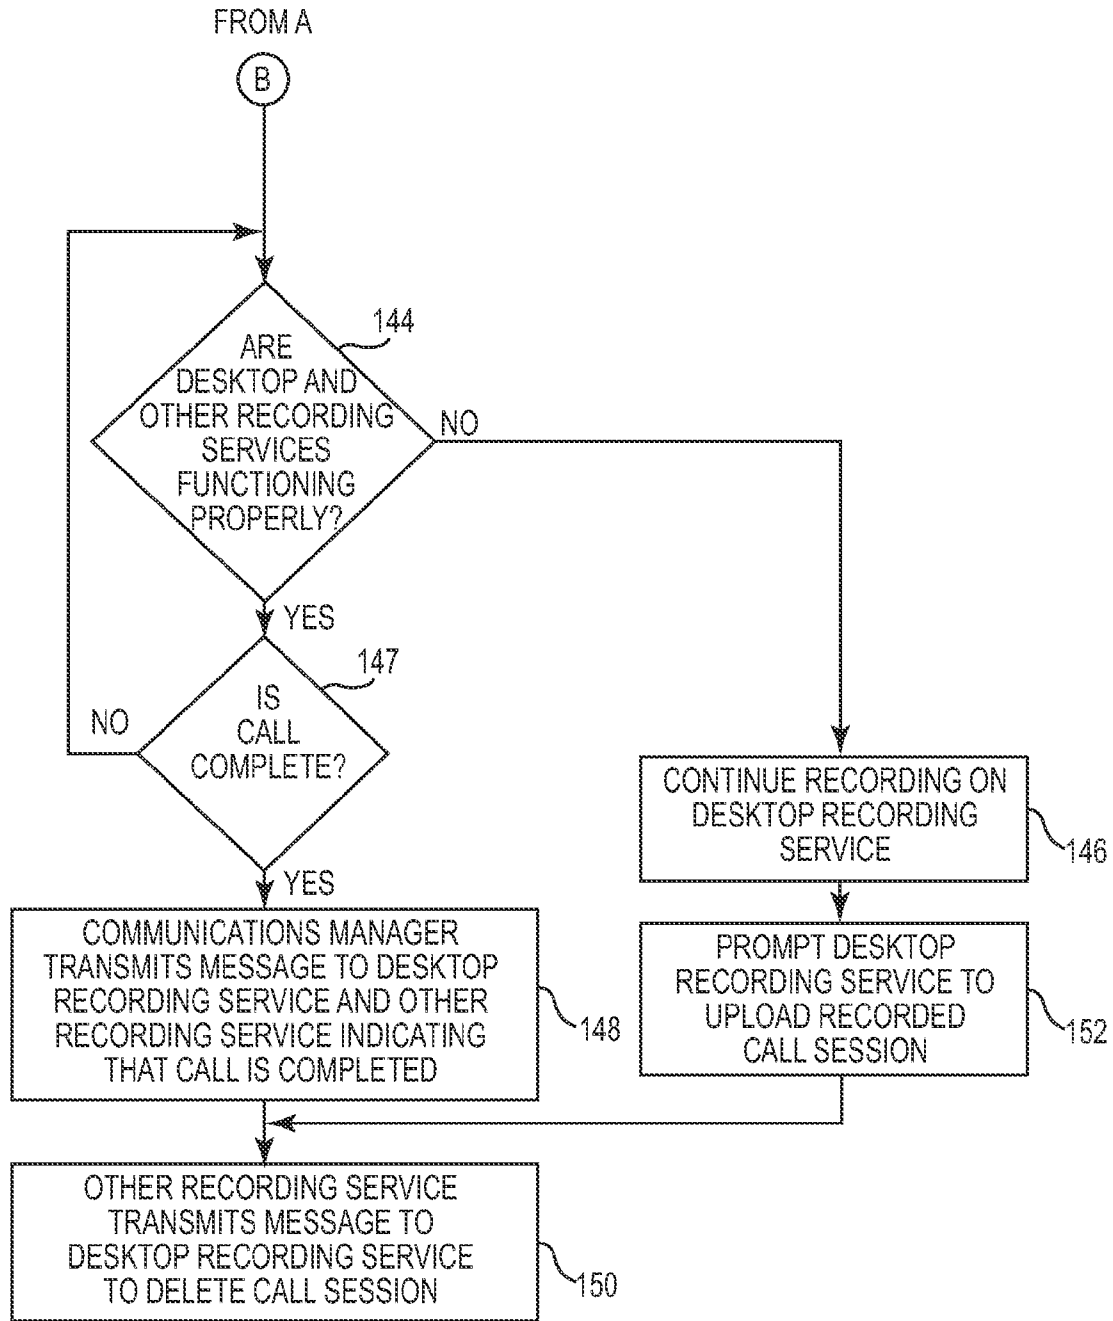 FROM A
B
144
ARE
DESKTOP AND
OTHER RECORDING
SERVICES
FUNCTIONING
PROPERLY?
NO
YES
147
IS
CALL
COMPLETE?
NO
YES
CONTINUE RECORDING ON
DESKTOP RECORDING
SERVICE
146
COMMUNICATIONS MANAGER
TRANSMITS MESSAGE TO DESKTOP
RECORDING SERVICE AND OTHER
RECORDING SERVICE INDICATING
THAT CALL IS COMPLETED
148
PROMPT DESKTOP
RECORDING SERVICE TO
UPLOAD RECORDED
CALL SESSION
152
OTHER RECORDING SERVICE
TRANSMITS MESSAGE TO
DESKTOP RECORDING SERVICE
TO DELETE CALL SESSION
150